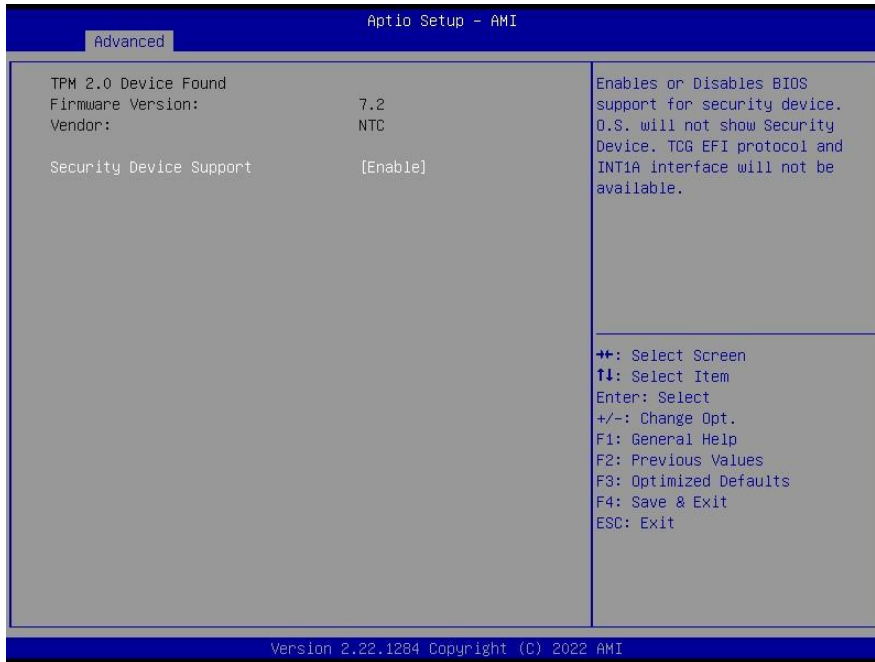 Aptio Setup - AMI
Advanced
TPM 2.0 Device Found
Firmware Version: 7.2
Vendor: NTC
Security Device Support [Enable]
Enables or Disables BIOS
support for security device.
O.S. will not show Security
Device. TCG EFI protocol and
INT1A interface will not be
available.
→←: Select Screen
↑↓: Select Item
Enter: Select
+/-: Change Opt.
F1: General Help
F2: Previous Values
F3: Optimized Defaults
F4: Save & Exit
ESC: Exit
Version 2.22.1284 Copyright (C) 2022 AMI